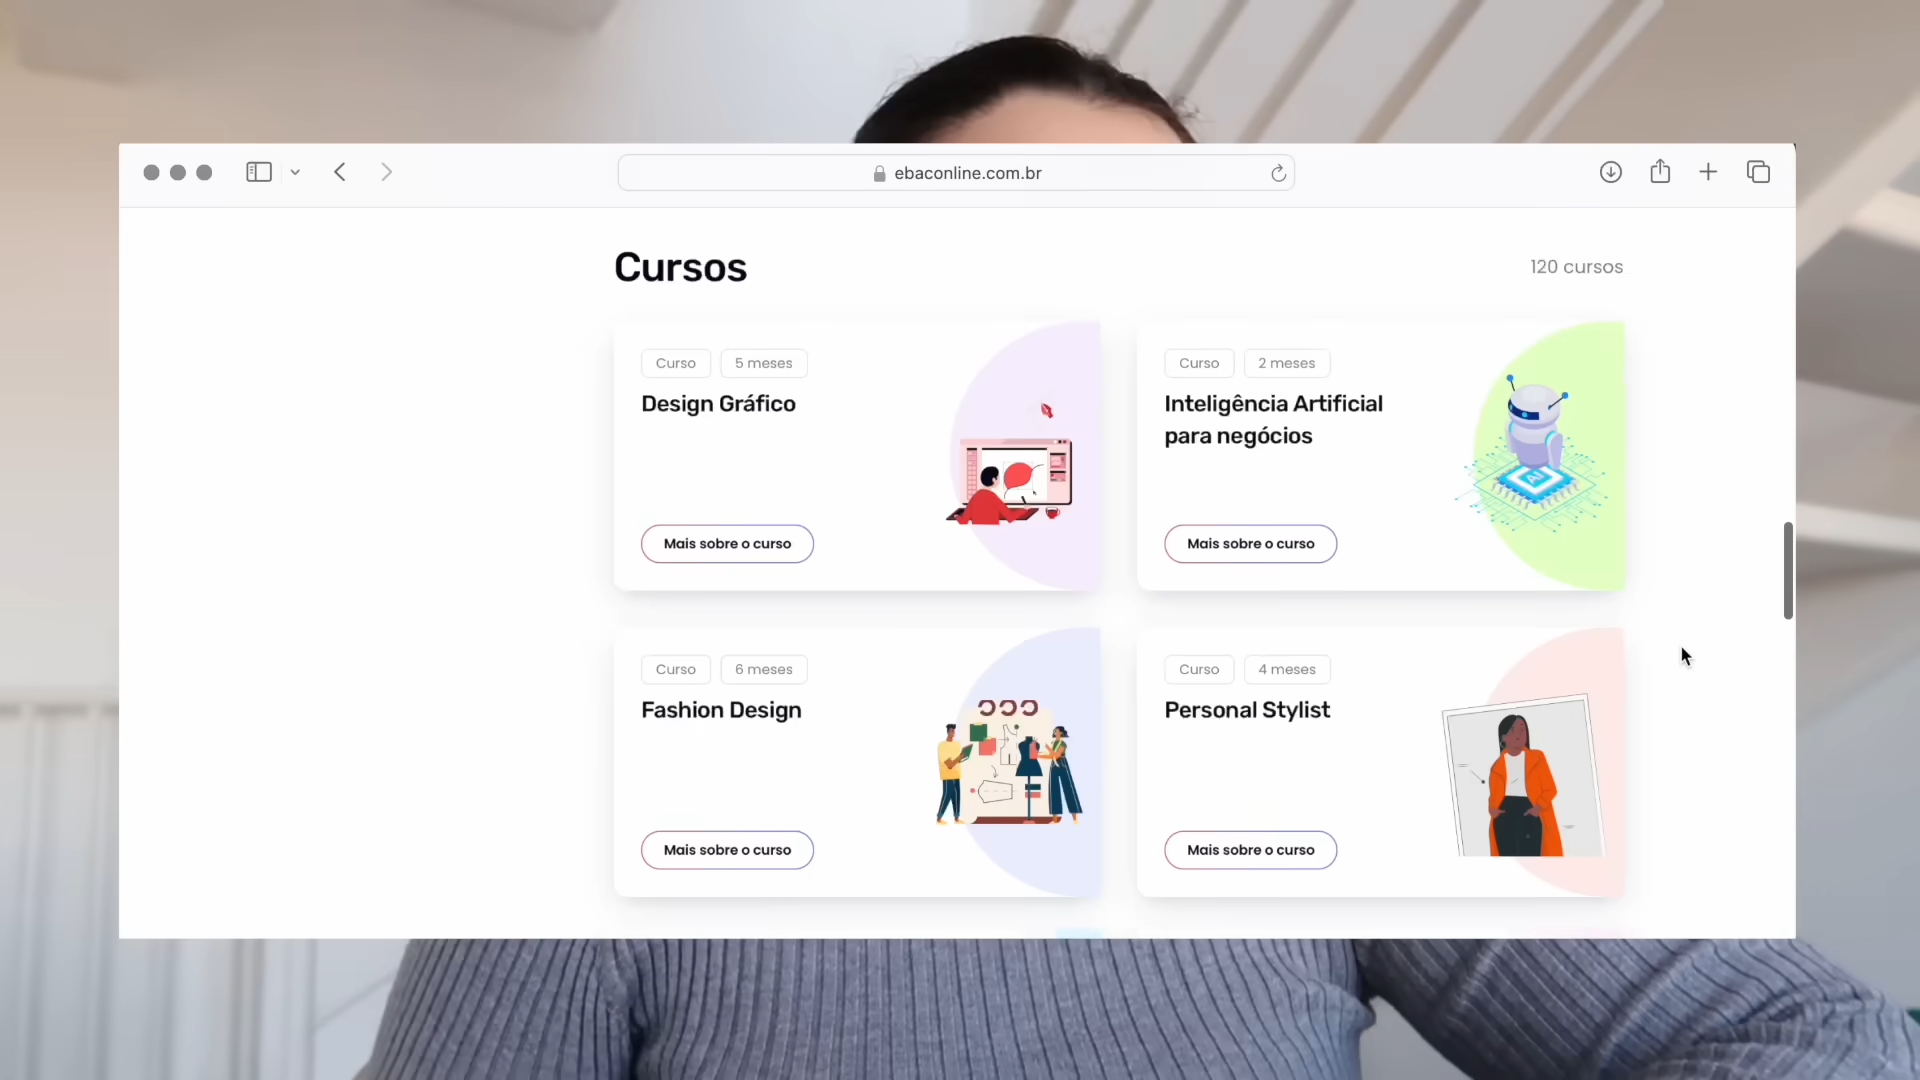 ebaconline.com.br
Cursos
120 cursos
Curso
5 meses
Design Gráfico
Mais sobre o curso
Curso
2 meses
Inteligência Artificial
para negócios
AI
Mais sobre o curso
Curso
6 meses
Fashion Design
Mais sobre o curso
Curso
4 meses
Personal Stylist
Mais sobre o curso